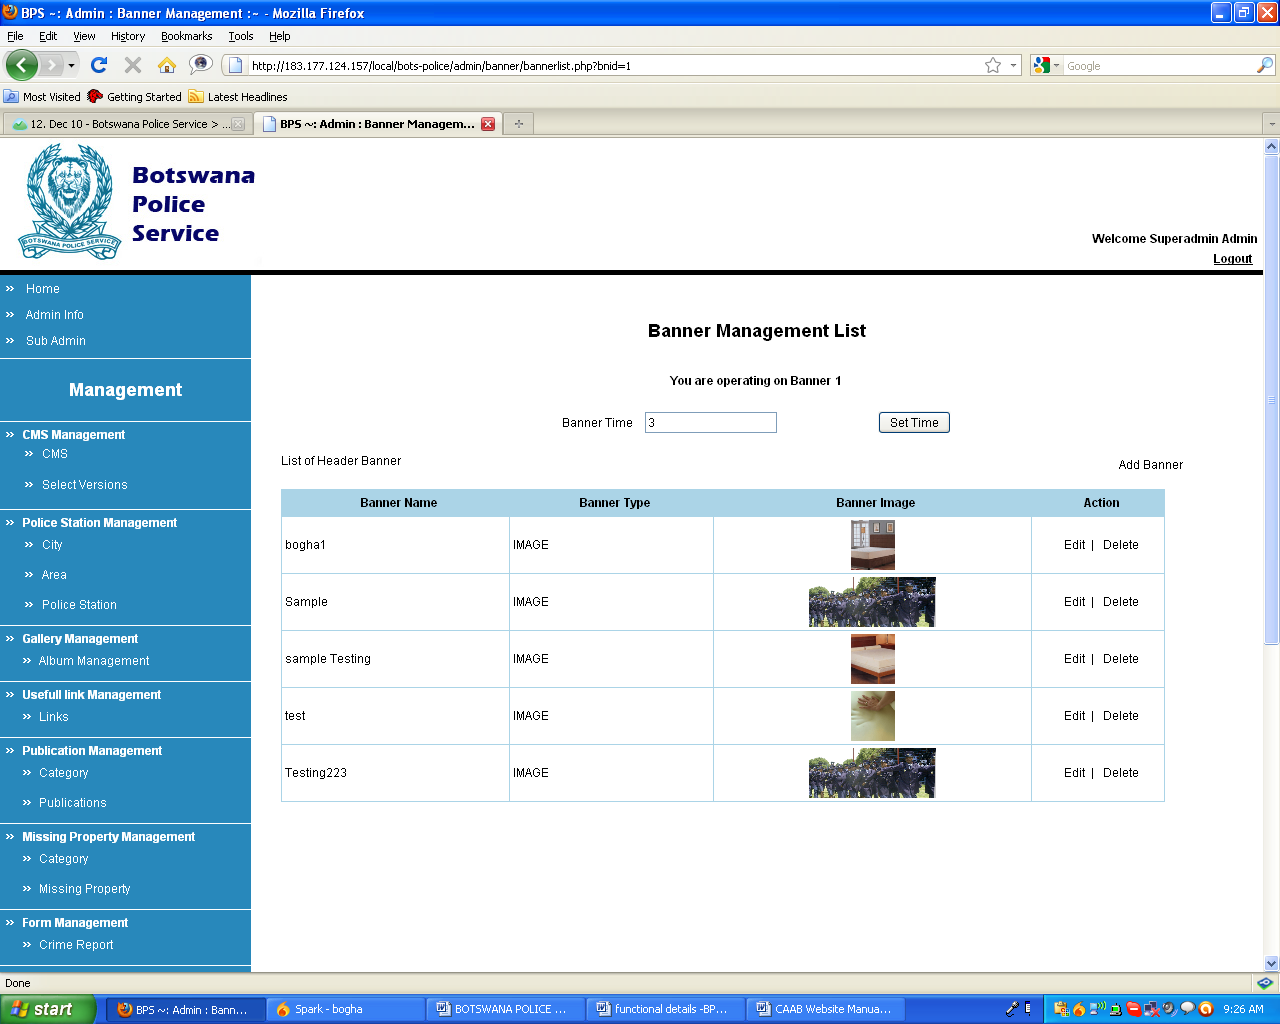 BPS ~: Admin : Banner Management :~ - Mozilla Firefox
File Edit View History Bookmarks Tools Help
http://183.177.124.157/local/bots-police/admin/banner/bannerlist.php?bnid=1
Google
Most Visited Getting Started Latest Headlines
12. Dec 10 - Botswana Police Service > ...
BPS ~: Admin : Banner Managem...
BOTSWANA POLICE SERVICE
Botswana
Police
Service
Welcome Superadmin Admin
Logout
Home
Admin Info
Sub Admin
Management
CMS Management
CMS
Select Versions
Police Station Management
City
Area
Police Station
Gallery Management
Album Management
Usefull link Management
Links
Publication Management
Category
Publications
Missing Property Management
Category
Missing Property
Form Management
Crime Report
Banner Management List
You are operating on Banner 1
Banner Time 3 Set Time
List of Header Banner
Add Banner
Banner Name Banner Type Banner Image Action
bogha1 IMAGE Edit | Delete
Sample IMAGE Edit | Delete
sample Testing IMAGE Edit | Delete
test IMAGE Edit | Delete
Testing223 IMAGE Edit | Delete
Done
start
BPS ~: Admin : Bann...
Spark - bogha
BOTSWANA POLICE ...
functional details -BP...
CAAB Website Manua...
9:26 AM